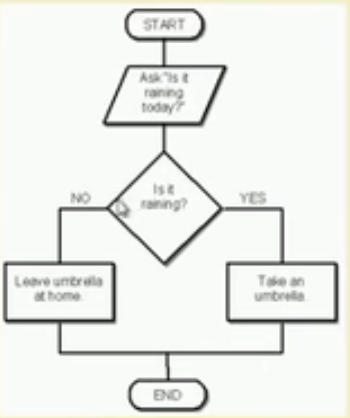 START
Ask "Is it
raining
today?"
Is it
raining?
NO
YES
Leave umbrella
at home.
Take an
umbrella.
END